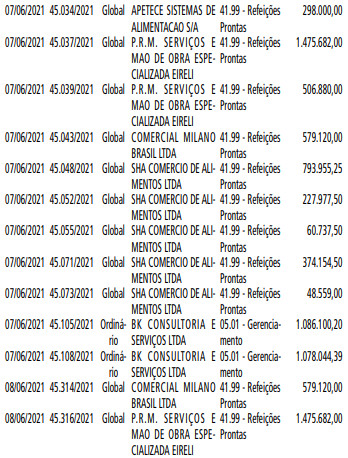 07/06/2021 45.034/2021 Global APETECE SISTEMAS DE 41.99 - Refeições 298.000,00
ALIMENTACAO S/A Prontas
07/06/2021 45.037/2021 Global P.R.M. SERVIÇOS E 41.99 - Refeições 1.475.682,00
MAO DE OBRA ESPE- Prontas
CIALIZADA EIRELI
07/06/2021 45.039/2021 Global P.R.M. SERVIÇOS E 41.99 - Refeições 506.880,00
MAO DE OBRA ESPE- Prontas
CIALIZADA EIRELI
07/06/2021 45.043/2021 Global COMERCIAL MILANO 41.99 - Refeições 579.120,00
BRASIL LTDA Prontas
07/06/2021 45.048/2021 Global SHA COMERCIO DE ALI- 41.99 - Refeições 793.955,25
MENTOS LTDA Prontas
07/06/2021 45.052/2021 Global SHA COMERCIO DE ALI- 41.99 - Refeições 227.977,50
MENTOS LTDA Prontas
07/06/2021 45.055/2021 Global SHA COMERCIO DE ALI- 41.99 - Refeições 60.737,50
MENTOS LTDA Prontas
07/06/2021 45.071/2021 Global SHA COMERCIO DE ALI- 41.99 - Refeições 374.154,50
MENTOS LTDA Prontas
07/06/2021 45.073/2021 Global SHA COMERCIO DE ALI- 41.99 - Refeições 48.559,00
MENTOS LTDA Prontas
07/06/2021 45.105/2021 Ordiná- BK CONSULTORIA E 05.01 - Gerencia- 1.086.100,20
rio SERVIÇOS LTDA mento
07/06/2021 45.108/2021 Ordiná- BK CONSULTORIA E 05.01 - Gerencia- 1.078.044,39
rio SERVIÇOS LTDA mento
08/06/2021 45.314/2021 Global COMERCIAL MILANO 41.99 - Refeições 579.120,00
BRASIL LTDA Prontas
08/06/2021 45.316/2021 Global P.R.M. SERVIÇOS E 41.99 - Refeições 1.475.682,00
MAO DE OBRA ESPE- Prontas
CIALIZADA EIRELI